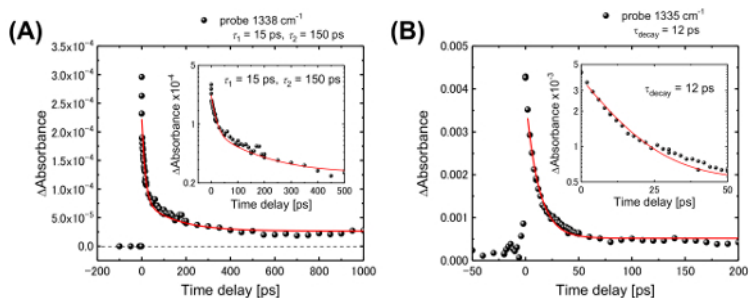 (A)
probe 1338 cm⁻¹
τ₁ = 15 ps, τ₂ = 150 ps
3.5x10⁻⁴
3.0x10⁻⁴
2.5x10⁻⁴
2.0x10⁻⁴
1.5x10⁻⁴
1.0x10⁻⁴
5.0x10⁻⁵
0.0
ΔAbsorbance
-200 0 200 400 600 800 1000
Time delay [ps]
τ₁ = 15 ps, τ₂ = 150 ps
5
1
ΔAbsorbance x10⁻⁴
0 100 200 300 400 500
Time delay [ps]
(B)
probe 1335 cm⁻¹
τdecay = 12 ps
0.005
0.004
0.003
0.002
0.001
0.000
ΔAbsorbance
-50 0 50 100 150 200
Time delay [ps]
τdecay = 12 ps
5
1
0.5
ΔAbsorbance x10⁻³
0 25 50
Time delay [ps]